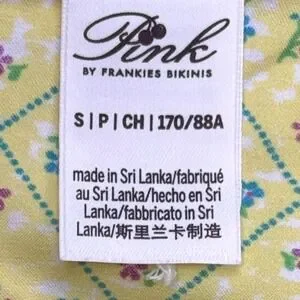 Pink
BY FRANKIES BIKINIS
S | P | CH | 170/88A
made in Sri Lanka/fabriqué
au Sri Lanka/hecho en Sri
Lanka/fabbricato in Sri
Lanka/斯里兰卡制造